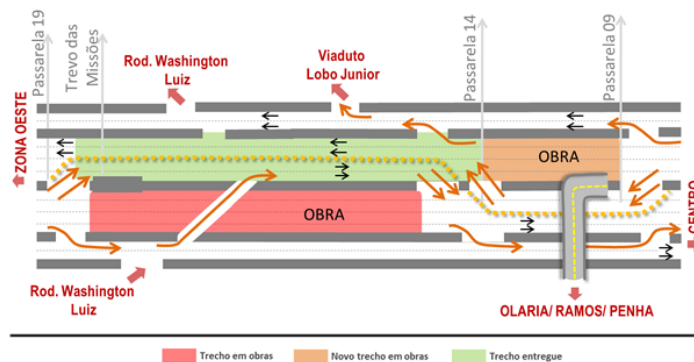 Passarela 19
Trevo das
Missões
Rod. Washington
Luiz
Viaduto
Lobo Junior
Passarela 14
Passarela 09
ZONA OESTE
OBRA
OBRA
CENTRO
Rod. Washington
Luiz
OLARIA/ RAMOS/ PENHA
Trecho em obras
Novo trecho em obras
Trecho entregue